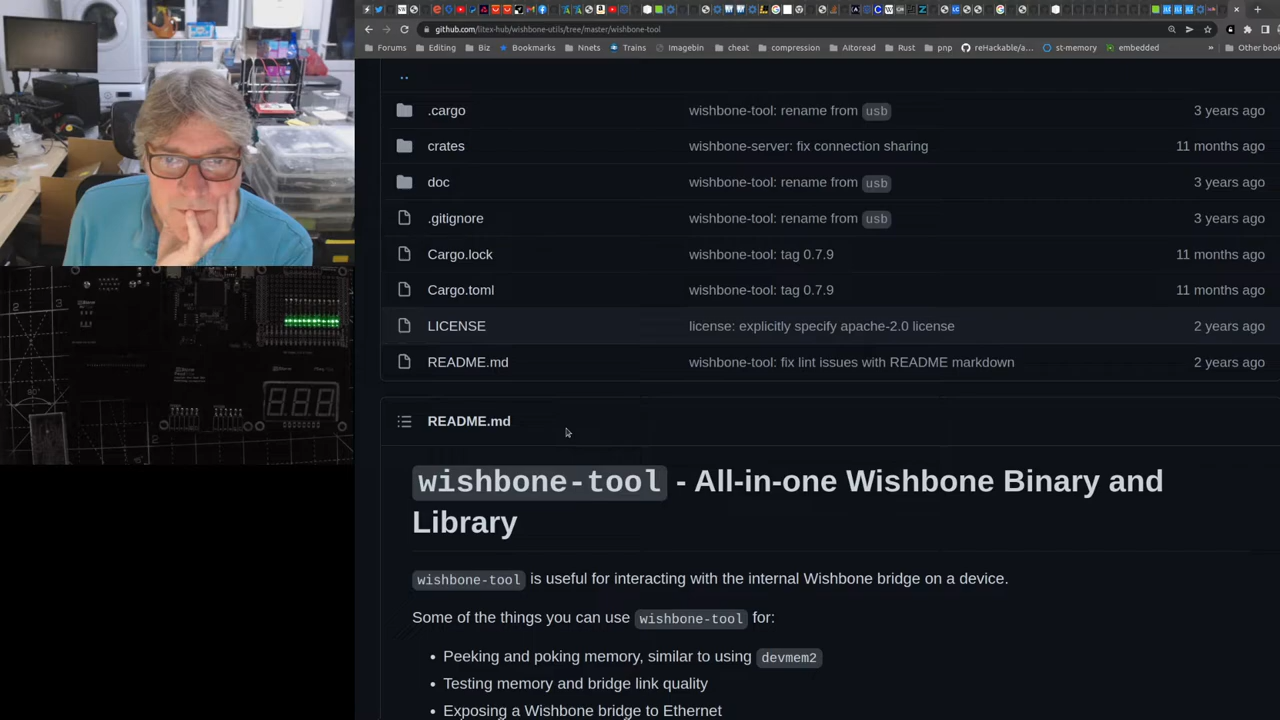 github.com/litex-hub/wishbone-utils/tree/master/wishbone-tool
Forums Editing Biz Bookmarks Nnets Trains Imagebin cheat compression AItoread Rust pnp rehackable/a... st-memory embedded » Other book
..
.cargo wishbone-tool: rename from usb 3 years ago
crates wishbone-server: fix connection sharing 11 months ago
doc wishbone-tool: rename from usb 3 years ago
.gitignore wishbone-tool: rename from usb 3 years ago
Cargo.lock wishbone-tool: tag 0.7.9 11 months ago
Cargo.toml wishbone-tool: tag 0.7.9 11 months ago
LICENSE license: explicitly specify apache-2.0 license 2 years ago
README.md wishbone-tool: fix lint issues with README markdown 2 years ago
README.md
wishbone-tool - All-in-one Wishbone Binary and
Library
wishbone-tool is useful for interacting with the internal Wishbone bridge on a device.
Some of the things you can use wishbone-tool for:
• Peeking and poking memory, similar to using devmem2
• Testing memory and bridge link quality
• Exposing a Wishbone bridge to Ethernet